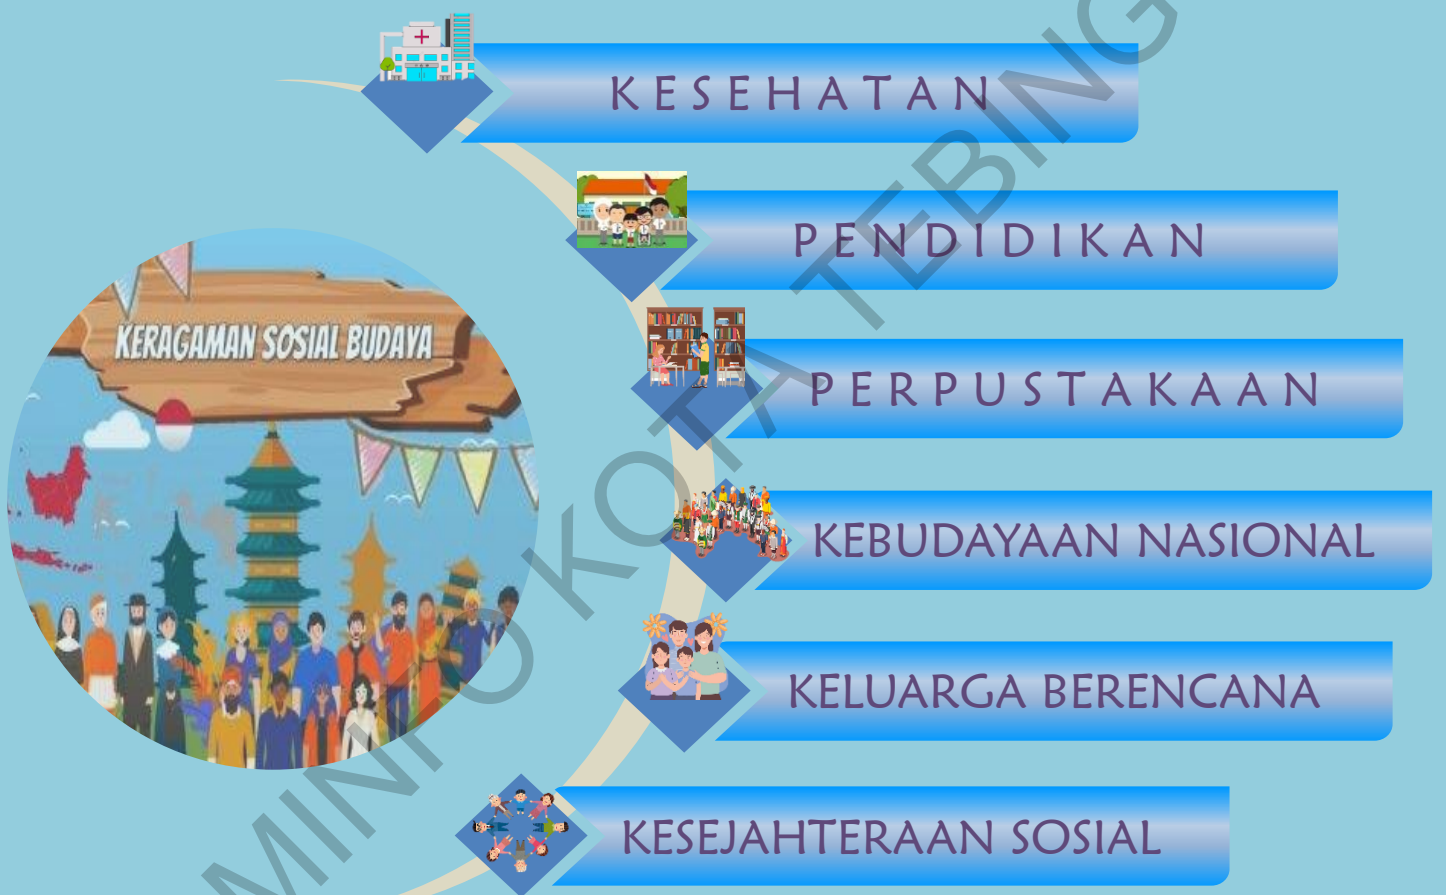 KESEHATAN
PENDIDIKAN
KERAGAMAN SOSIAL BUDAYA
PERPUSTAKAAN
KEBUDAYAAN NASIONAL
KELUARGA BERENCANA
KESEJAHTERAAN SOSIAL
MINFO KOTA TEBING